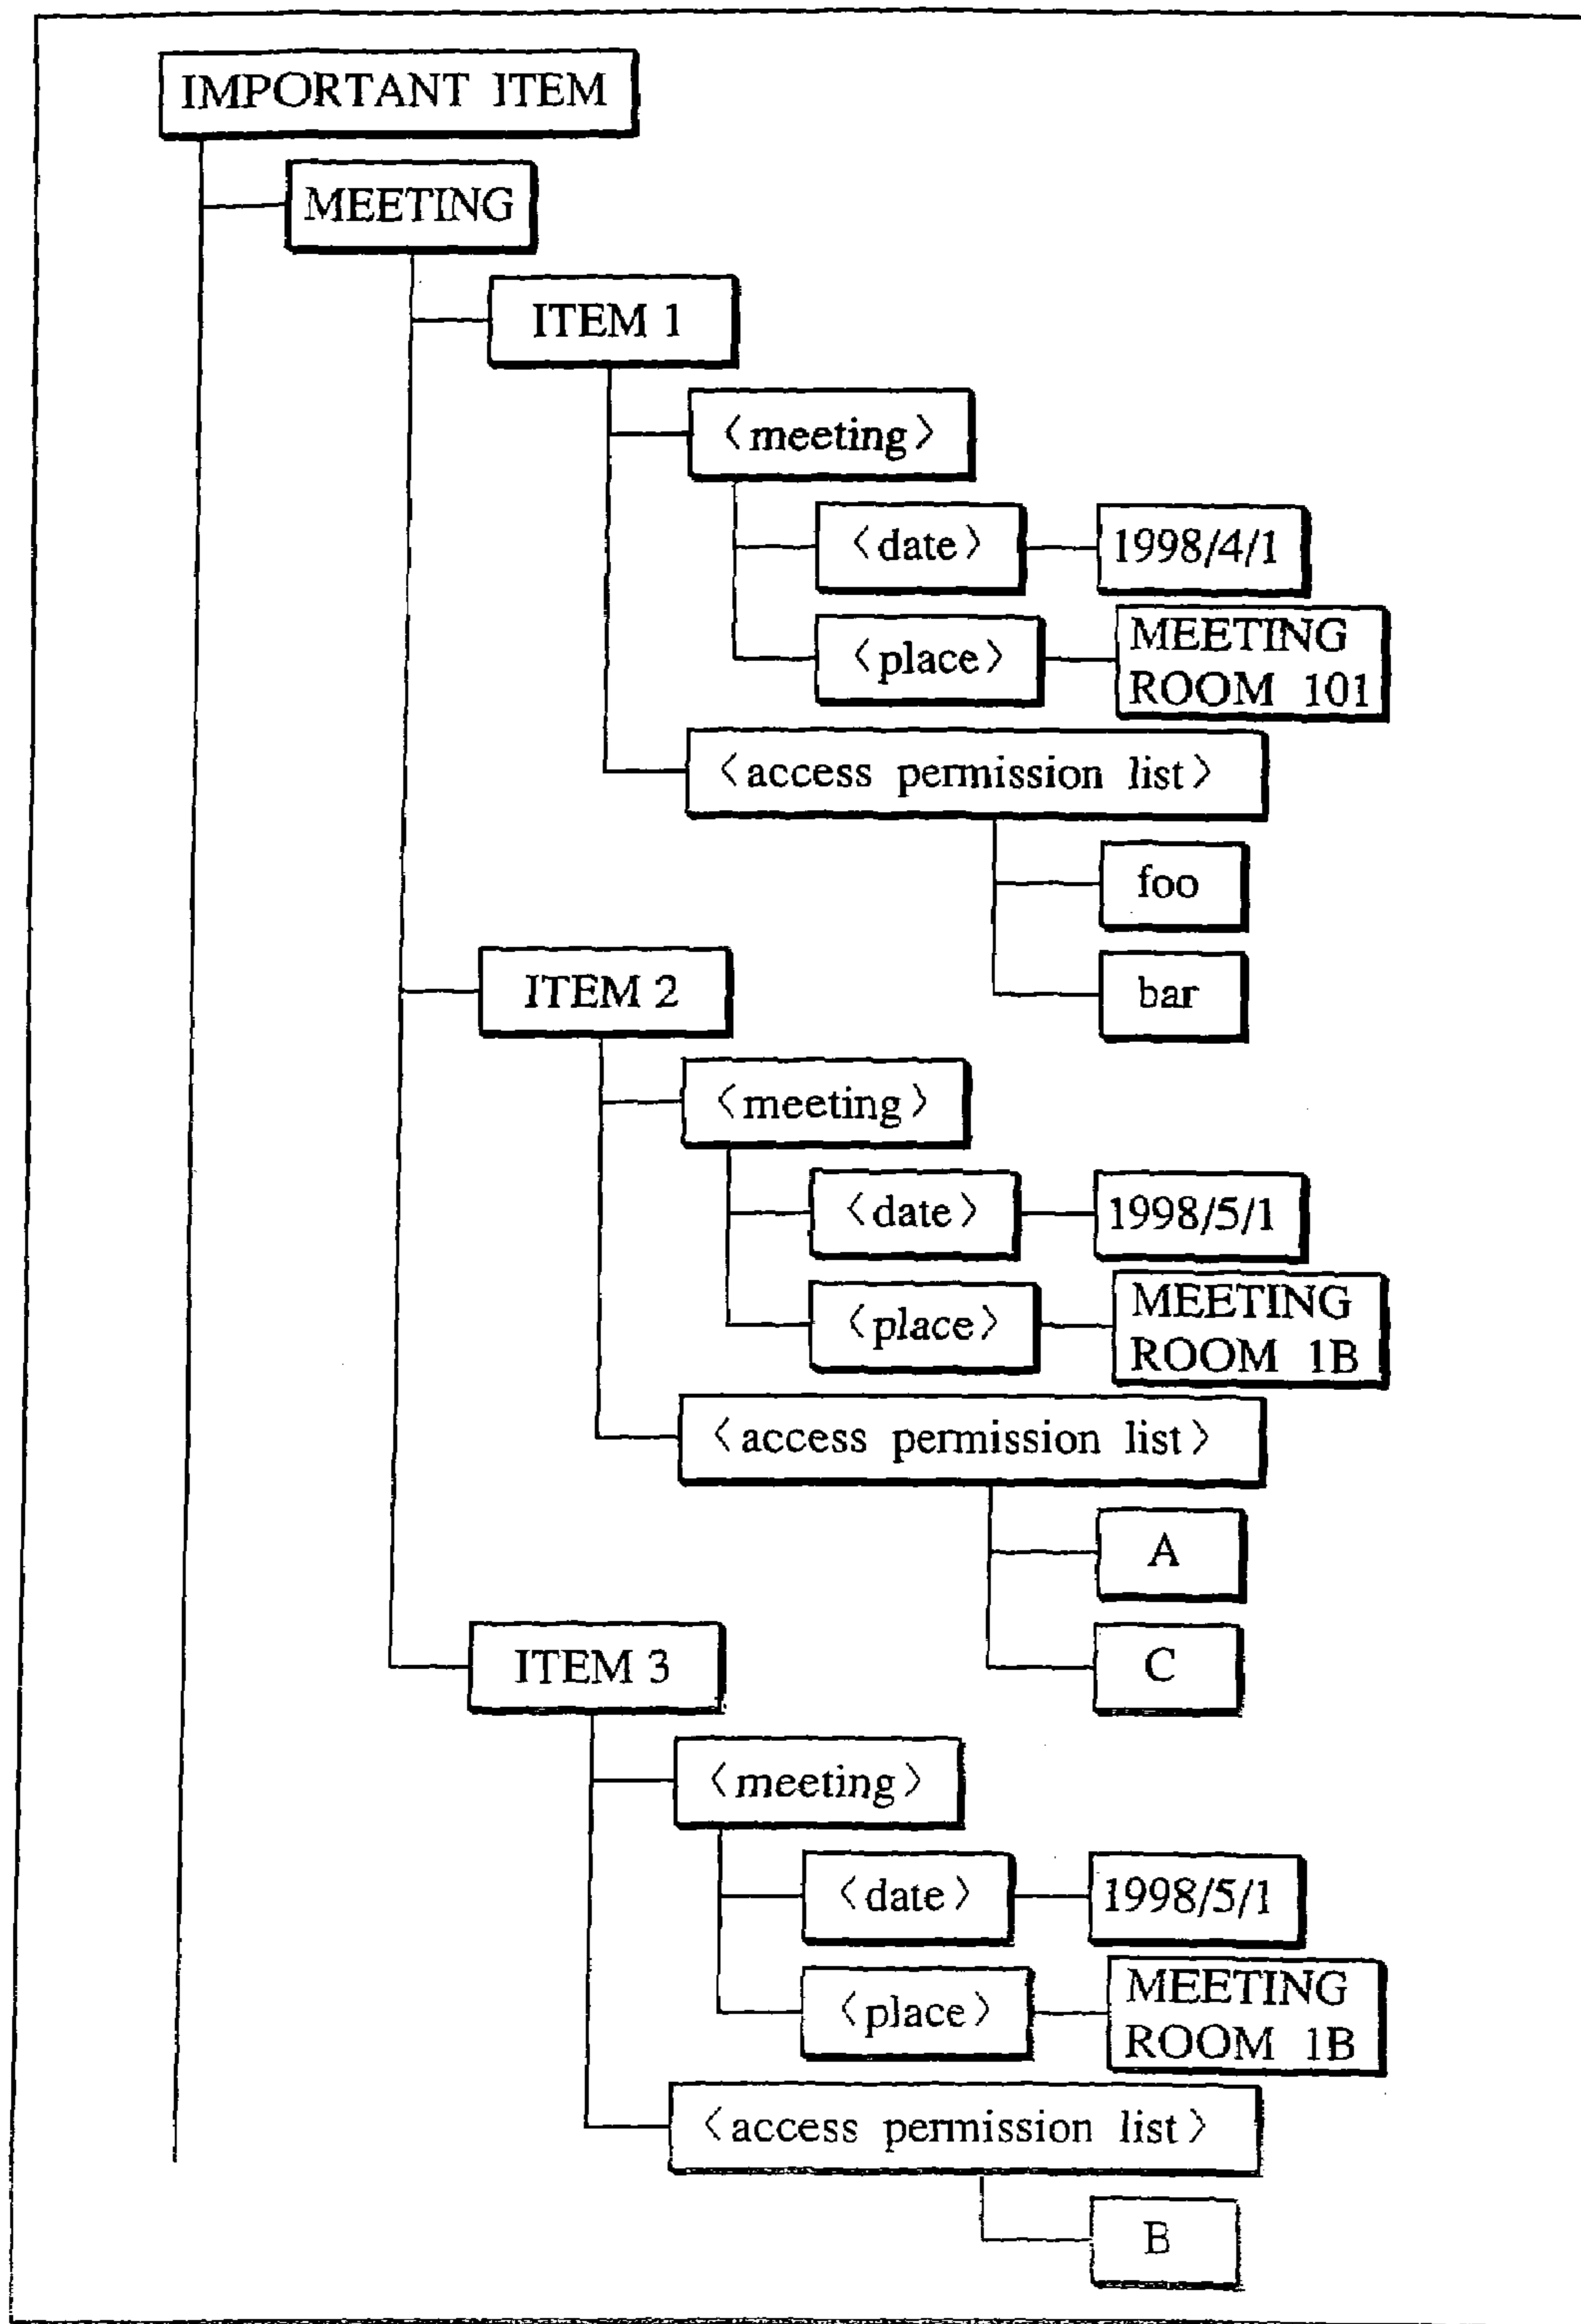 IMPORTANT ITEM
MEETING
ITEM 1
〈meeting〉
〈date〉
1998/4/1
〈place〉
MEETING
ROOM 101
〈access permission list〉
foo
bar
ITEM 2
〈meeting〉
〈date〉
1998/5/1
〈place〉
MEETING
ROOM 1B
〈access permission list〉
A
C
ITEM 3
〈meeting〉
〈date〉
1998/5/1
〈place〉
MEETING
ROOM 1B
〈access permission list〉
B